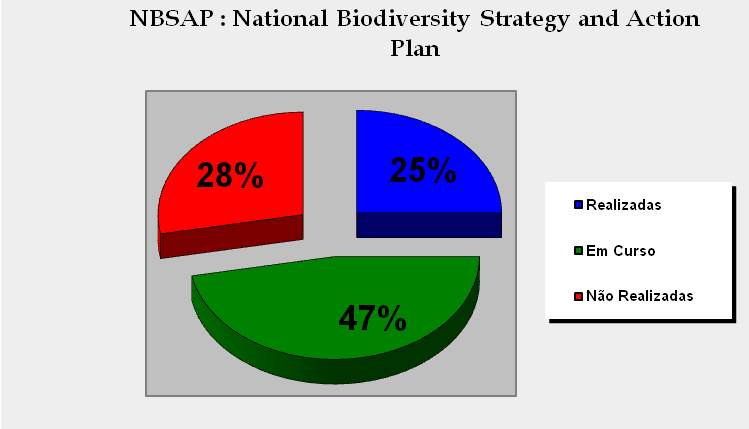 NBSAP : National Biodiversity Strategy and Action
Plan
28%
25%
47%
Realizadas
Em Curso
Não Realizadas